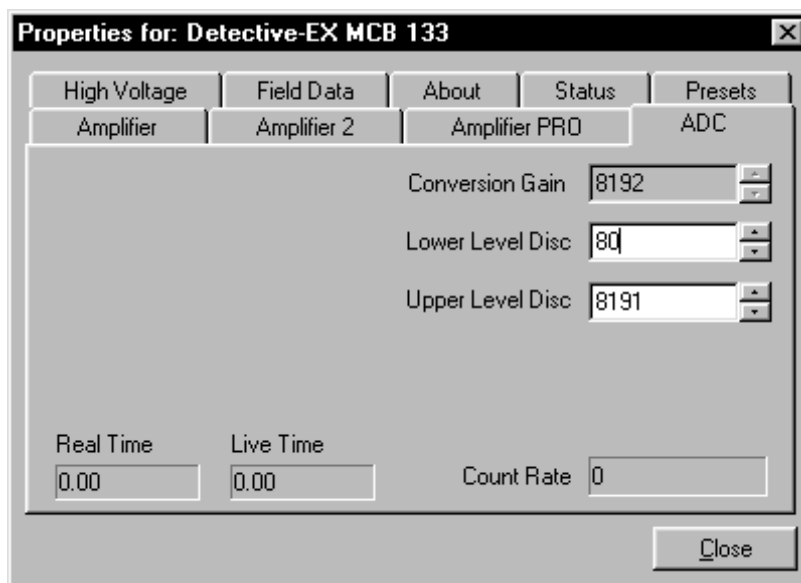 Properties for: Detective-EX MCB 133
High Voltage Field Data About Status Presets
Amplifier Amplifier 2 Amplifier PRO ADC
Conversion Gain 8192
Lower Level Disc 80
Upper Level Disc 8191
Real Time Live Time
0.00 0.00 Count Rate 0
Close